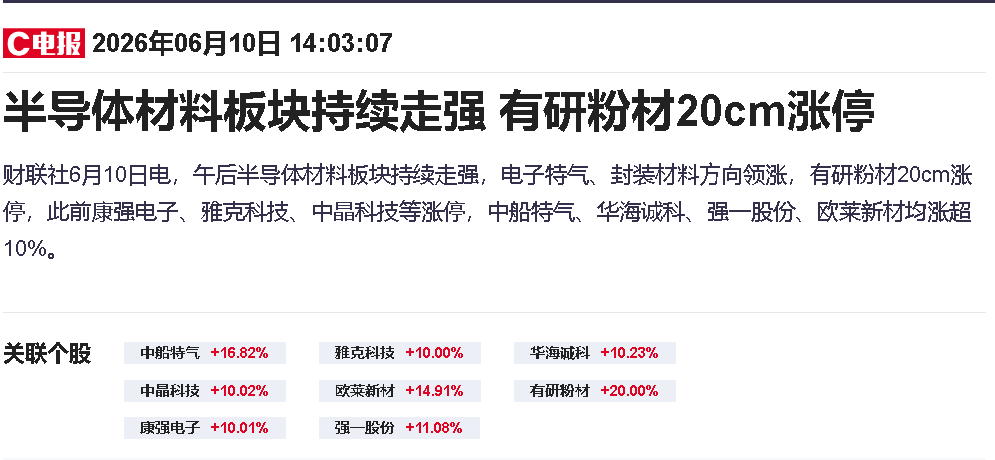 C电报 2026年06月10日 14:03:07
半导体材料板块持续走强 有研粉材20cm涨停
财联社6月10日电，午后半导体材料板块持续走强，电子特气、封装材料方向领涨，有研粉材20cm涨
停，此前康强电子、雅克科技、中晶科技等涨停，中船特气、华海诚科、强一股份、欧莱新材均涨超
10%。
关联个股 中船特气 +16.82% 雅克科技 +10.00% 华海诚科 +10.23%
中晶科技 +10.02% 欧莱新材 +14.91% 有研粉材 +20.00%
康强电子 +10.01% 强一股份 +11.08%